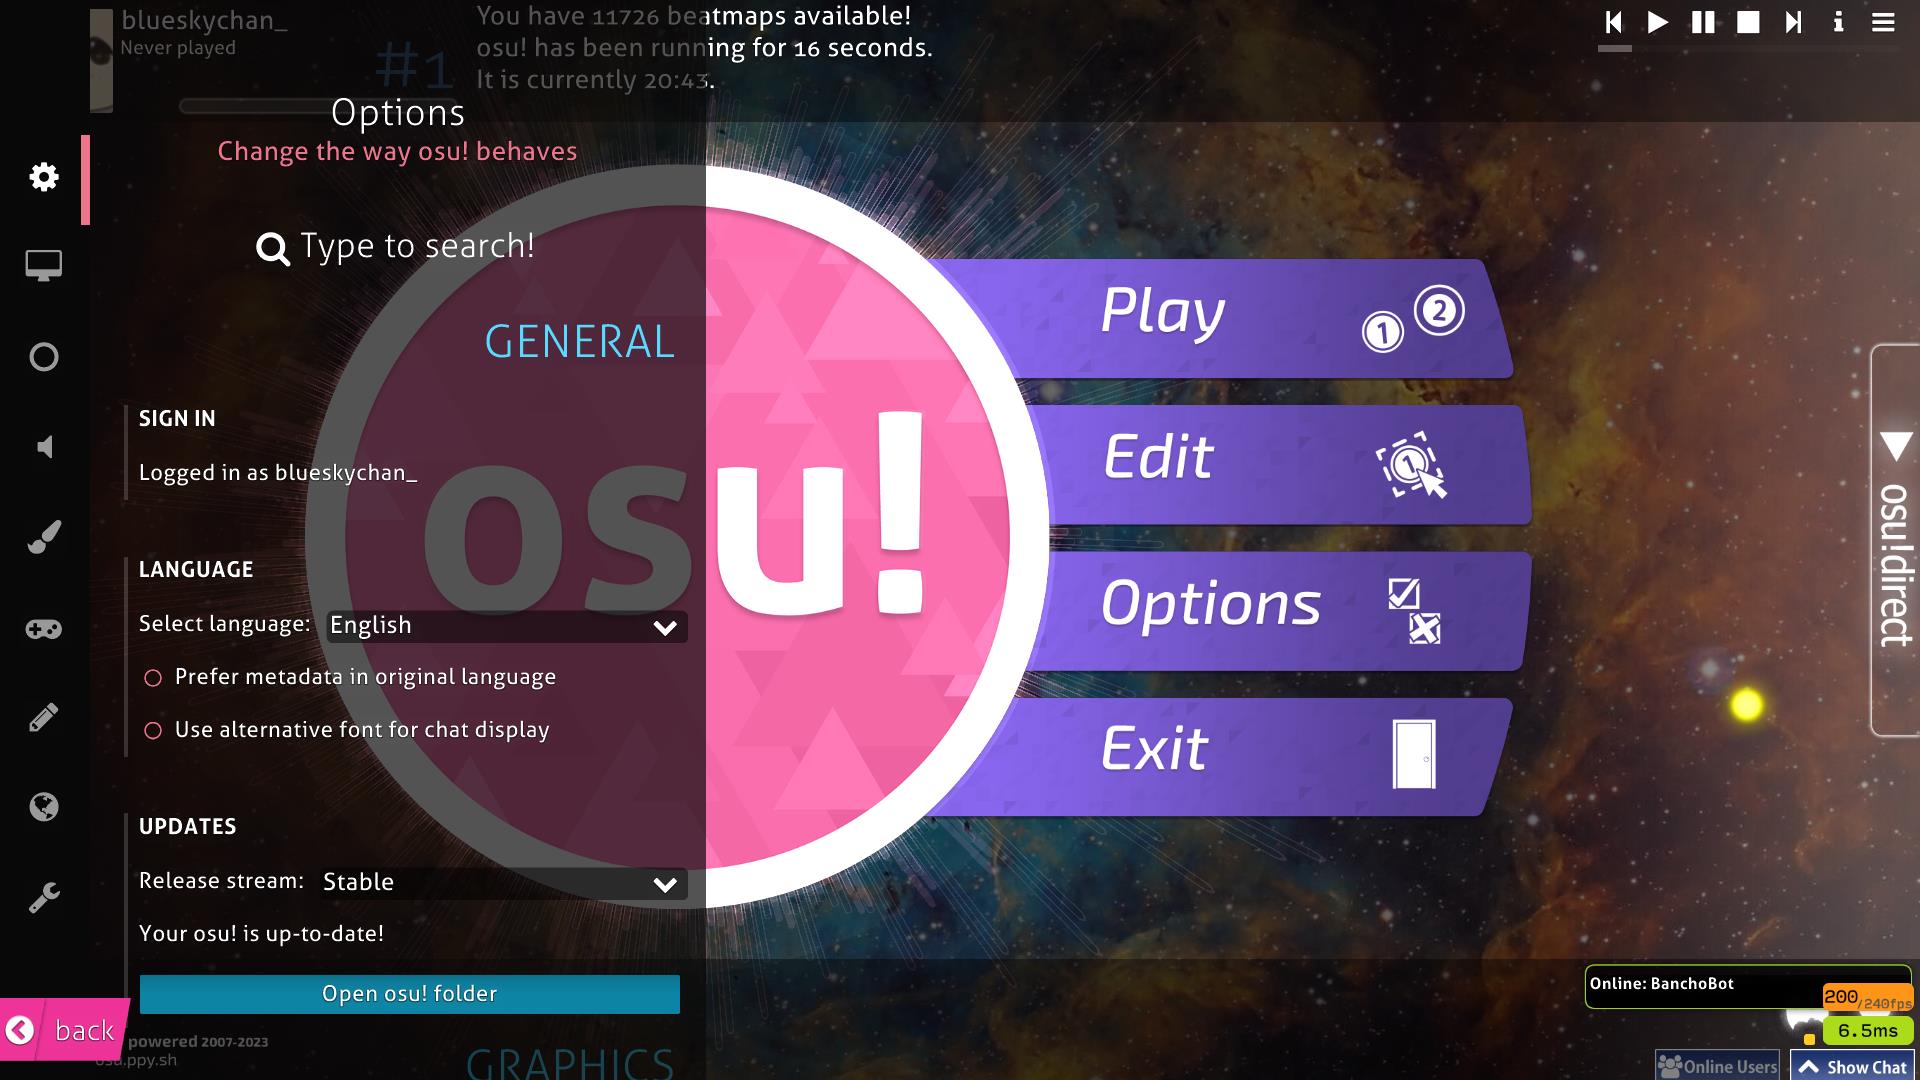 blueskychan_
Never played
#1
You have 11726 beatmaps available!
osu! has been running for 16 seconds.
It is currently 20:43.
Options
Change the way osu! behaves
Type to search!
GENERAL
SIGN IN
Logged in as blueskychan_
LANGUAGE
Select language: English
Prefer metadata in original language
Use alternative font for chat display
UPDATES
Release stream: Stable
Your osu! is up-to-date!
Open osu! folder
back
powered 2007-2023
osu.ppy.sh
GRAPHICS
osu!
Play
1 2
Edit
1
Options
Exit
osu!direct
Online: BanchoBot
200/240fps
6.5ms
Online Users
Show Chat